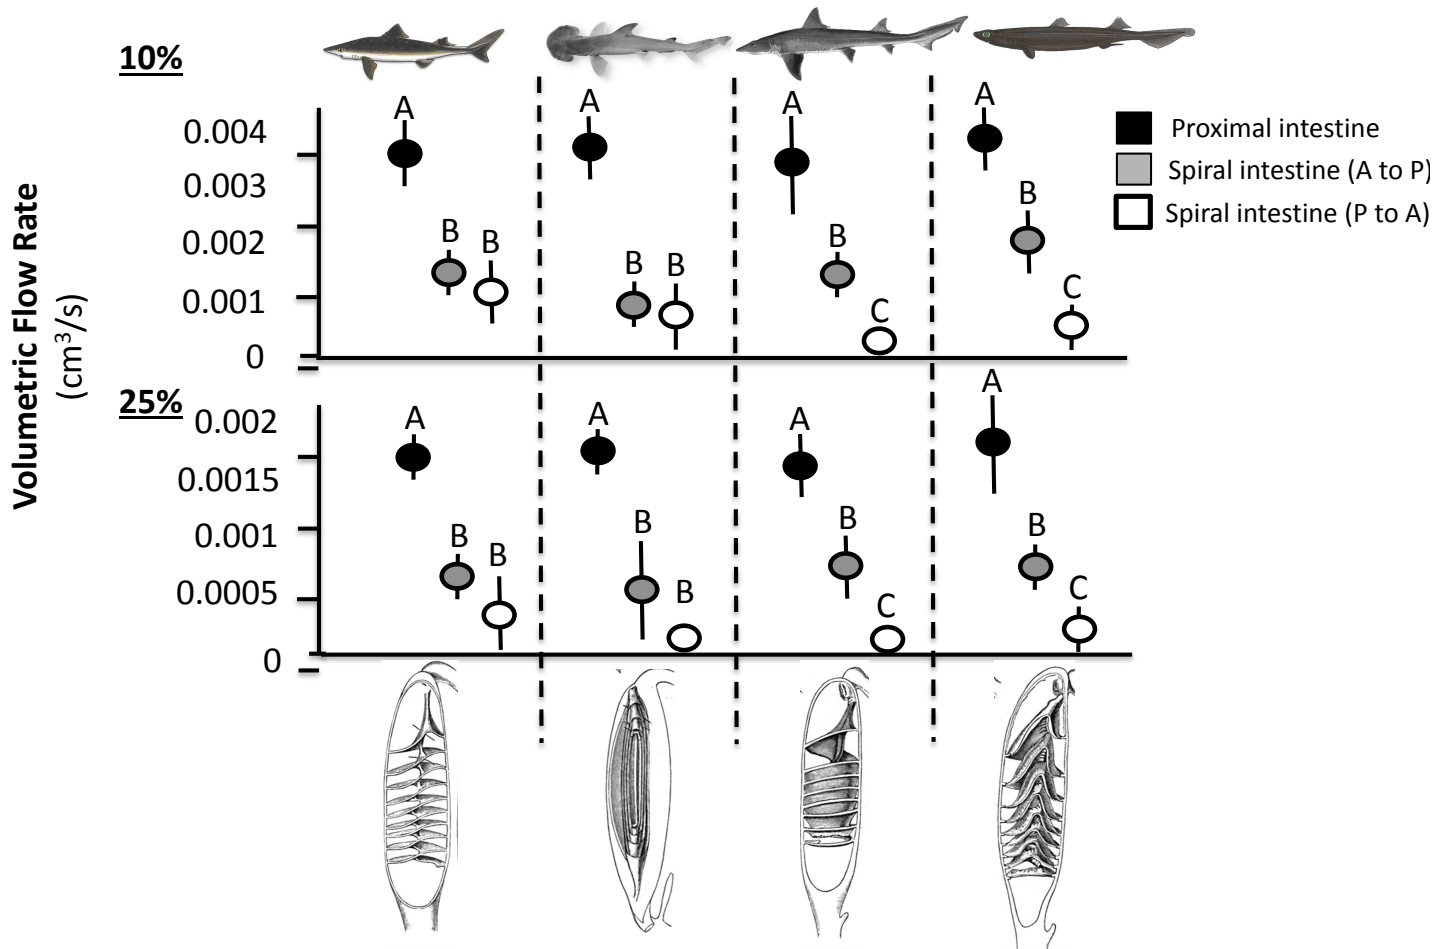 10%
A
A
A
A
0.004
Proximal intestine
0.003
Spiral intestine (A to P)
B
Spiral intestine (P to A)
0.002
B
B
B
B
B
0.001
C
C
0
Volumetric Flow Rate
(cm³/s)
25%
A
0.002
A
A
A
0.0015
B
B
B
0.001
B
B
0.0005
B
C
C
0